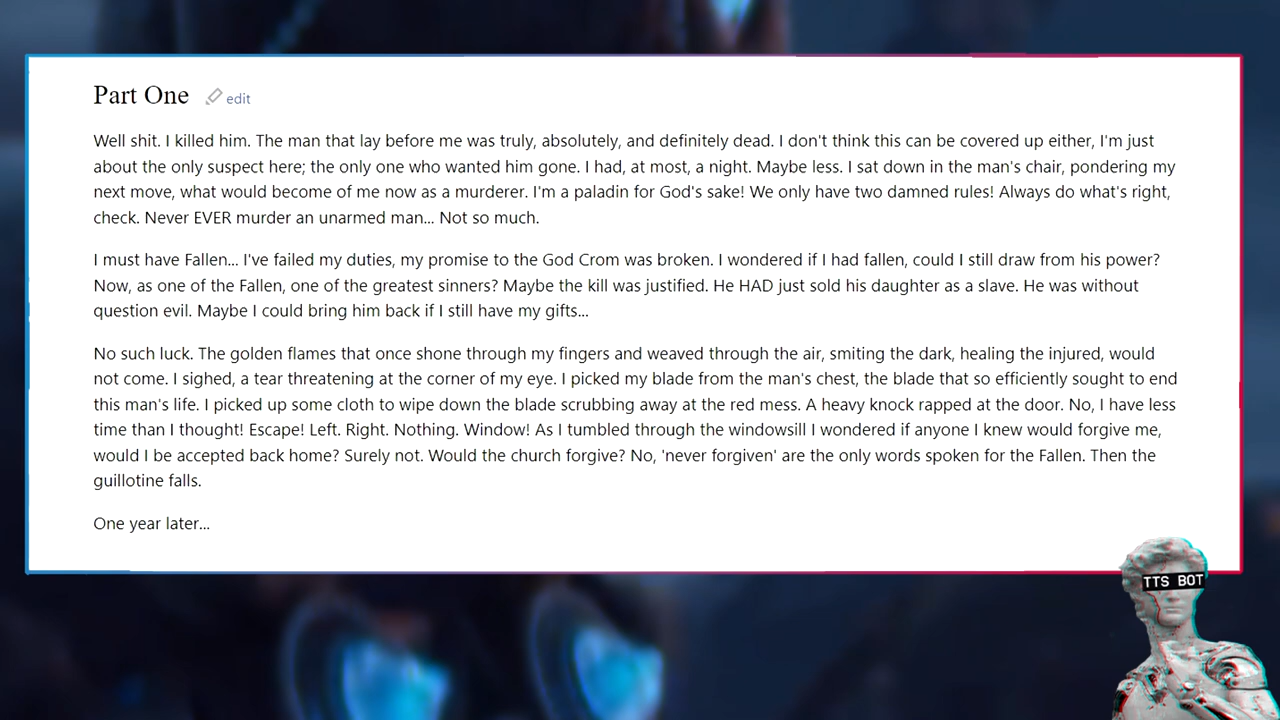 Part One edit
Well shit. I killed him. The man that lay before me was truly, absolutely, and definitely dead. I don't think this can be covered up either, I'm just
about the only suspect here; the only one who wanted him gone. I had, at most, a night. Maybe less. I sat down in the man's chair, pondering my
next move, what would become of me now as a murderer. I'm a paladin for God's sake! We only have two damned rules! Always do what's right,
check. Never EVER murder an unarmed man... Not so much.
I must have Fallen... I've failed my duties, my promise to the God Crom was broken. I wondered if I had fallen, could I still draw from his power?
Now, as one of the Fallen, one of the greatest sinners? Maybe the kill was justified. He HAD just sold his daughter as a slave. He was without
question evil. Maybe I could bring him back if I still have my gifts...
No such luck. The golden flames that once shone through my fingers and weaved through the air, smiting the dark, healing the injured, would
not come. I sighed, a tear threatening at the corner of my eye. I picked my blade from the man's chest, the blade that so efficiently sought to end
this man's life. I picked up some cloth to wipe down the blade scrubbing away at the red mess. A heavy knock rapped at the door. No, I have less
time than I thought! Escape! Left. Right. Nothing. Window! As I tumbled through the windowsill I wondered if anyone I knew would forgive me,
would I be accepted back home? Surely not. Would the church forgive? No, 'never forgiven' are the only words spoken for the Fallen. Then the
guillotine falls.
One year later...
TTS BOT